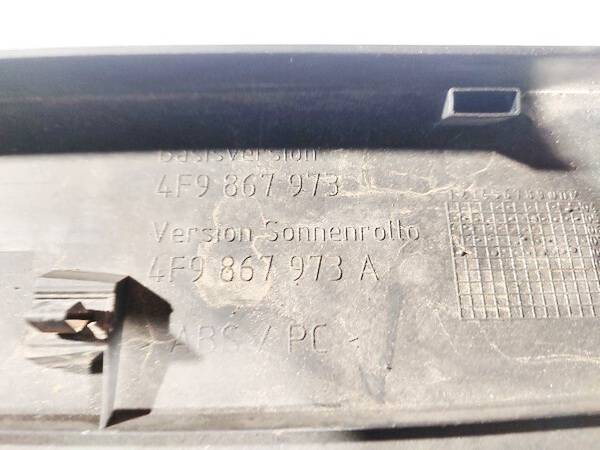 Basisversion
4F9 867 973
Version Sonnenrollo
4F9 867 973 A
>ABS / PC<